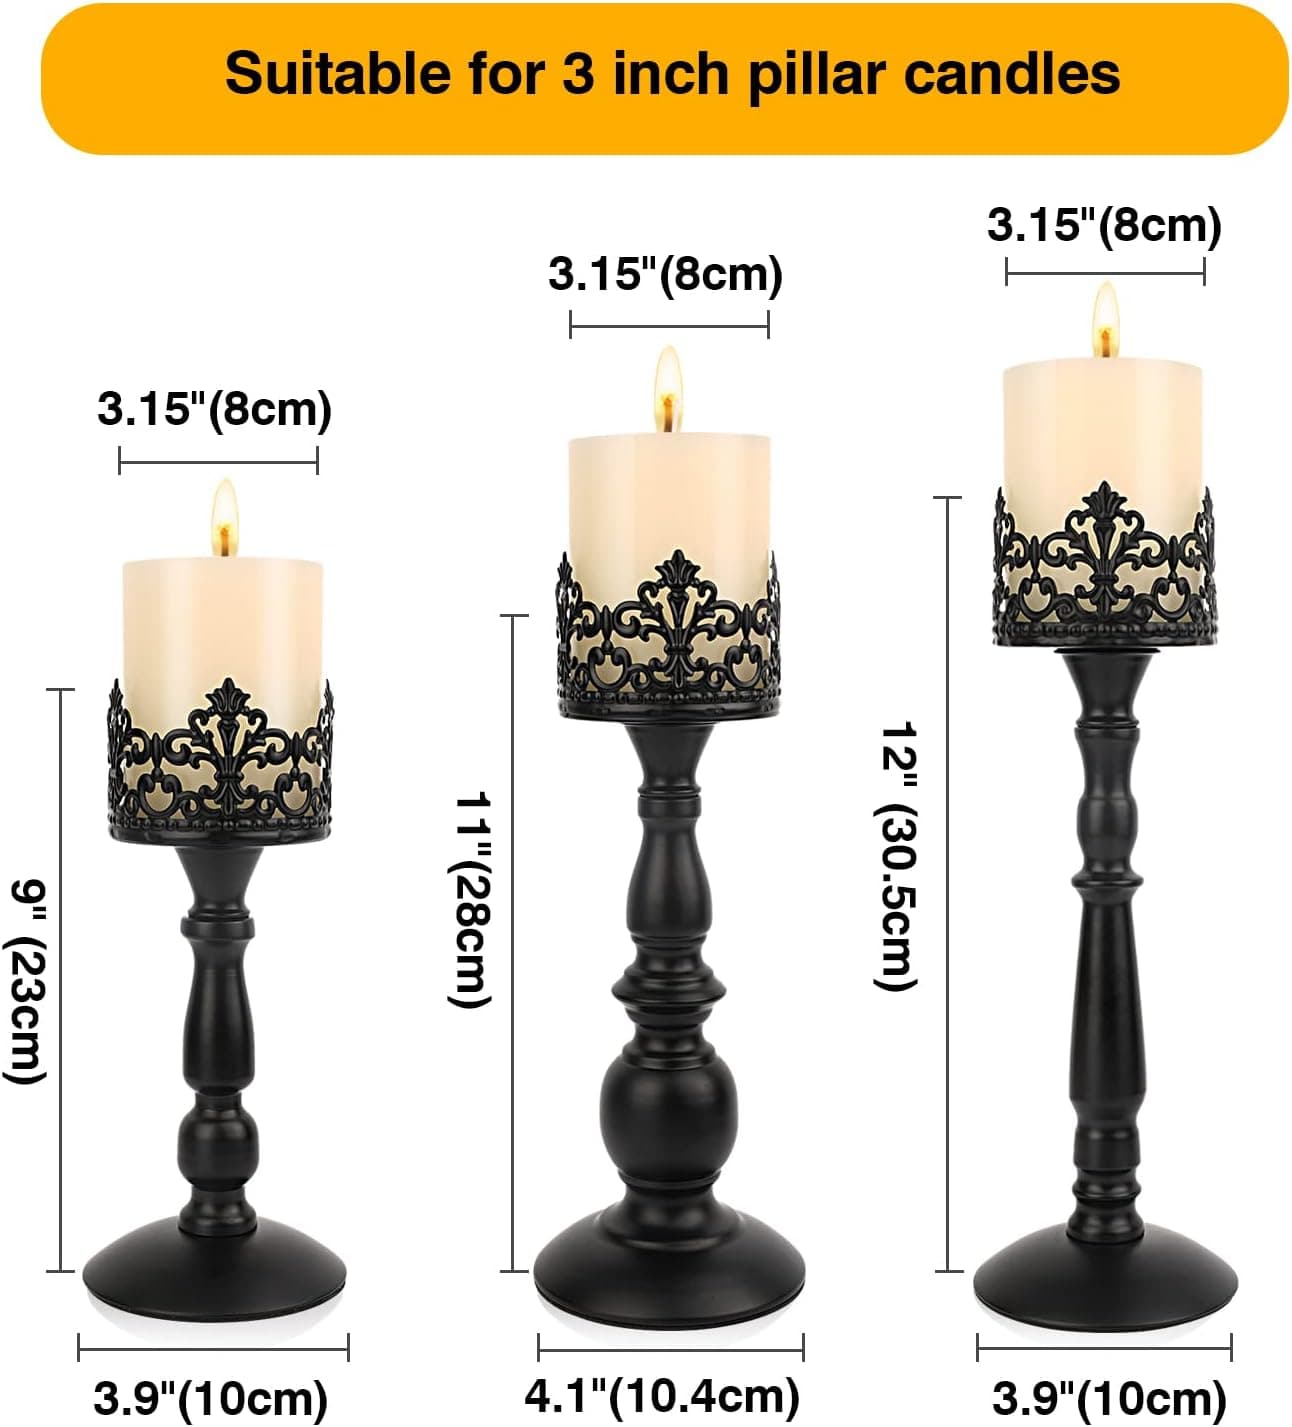 Suitable for 3 inch pillar candles
3.15"(8cm)
3.15"(8cm)
3.15"(8cm)
9" (23cm)
11"(28cm)
12" (30.5cm)
3.9"(10cm)
4.1"(10.4cm)
3.9"(10cm)